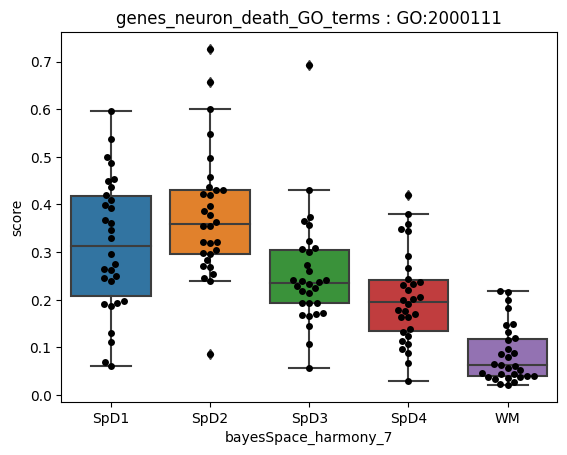 genes_neuron_death_GO_terms : GO:2000111
0.7
0.6
0.5
0.4
0.3
0.2
0.1
0.0
score
SpD1 SpD2 SpD3 SpD4 WM
bayesSpace_harmony_7